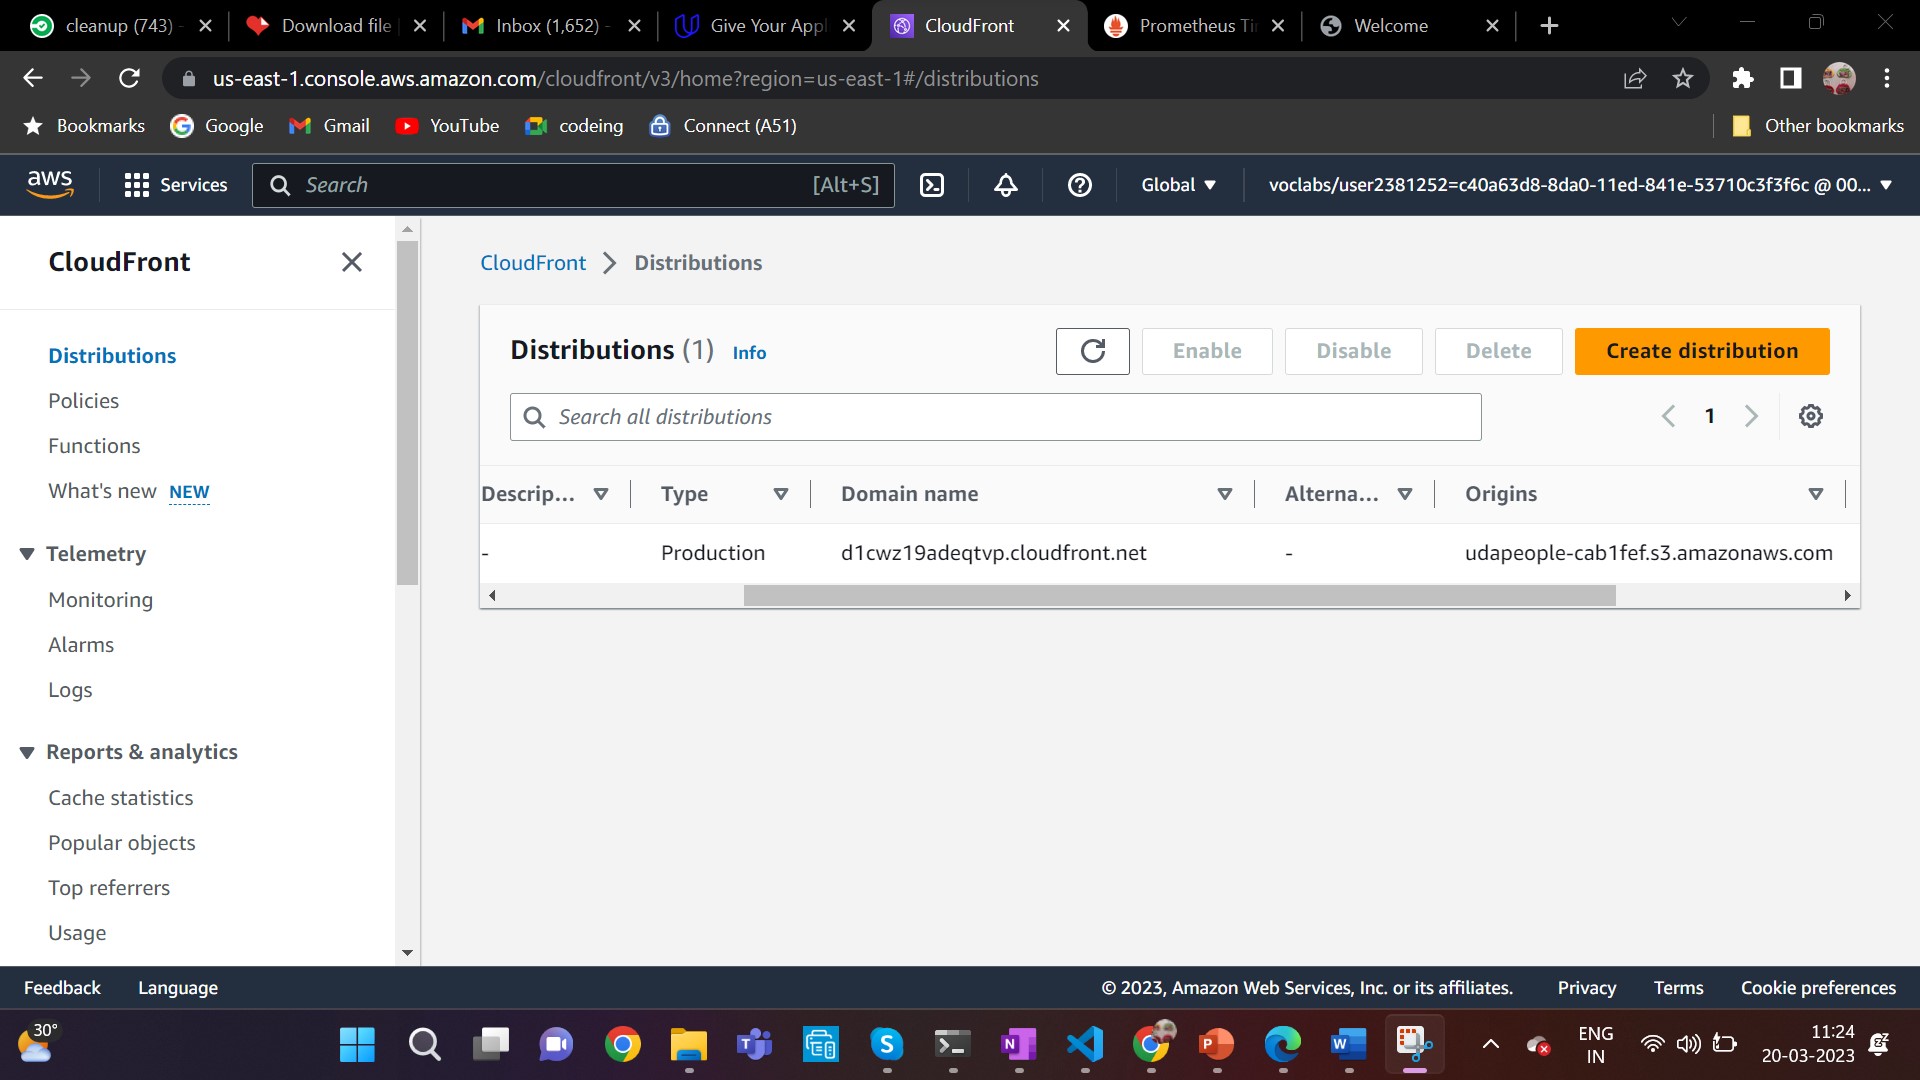 cleanup (743) -
Download file
Inbox (1,652) -
Give Your Appl
CloudFront
Prometheus Ti
Welcome
us-east-1.console.aws.amazon.com/cloudfront/v3/home?region=us-east-1#/distributions
Bookmarks
Google
Gmail
YouTube
codeing
Connect (A51)
Other bookmarks
aws
Services
Search
[Alt+S]
Global
voclabs/user2381252=c40a63d8-8da0-11ed-841e-53710c3f3f6c @ 00...
CloudFront
Distributions
Policies
Functions
What's new NEW
Telemetry
Monitoring
Alarms
Logs
Reports & analytics
Cache statistics
Popular objects
Top referrers
Usage
CloudFront > Distributions
Distributions (1) Info
Enable
Disable
Delete
Create distribution
Search all distributions
1
Descrip... Type Domain name Alterna... Origins
- Production d1cwz19adeqtvp.cloudfront.net - udapeople-cab1fef.s3.amazonaws.com
Feedback
Language
© 2023, Amazon Web Services, Inc. or its affiliates.
Privacy
Terms
Cookie preferences
30°
ENG
IN
11:24
20-03-2023